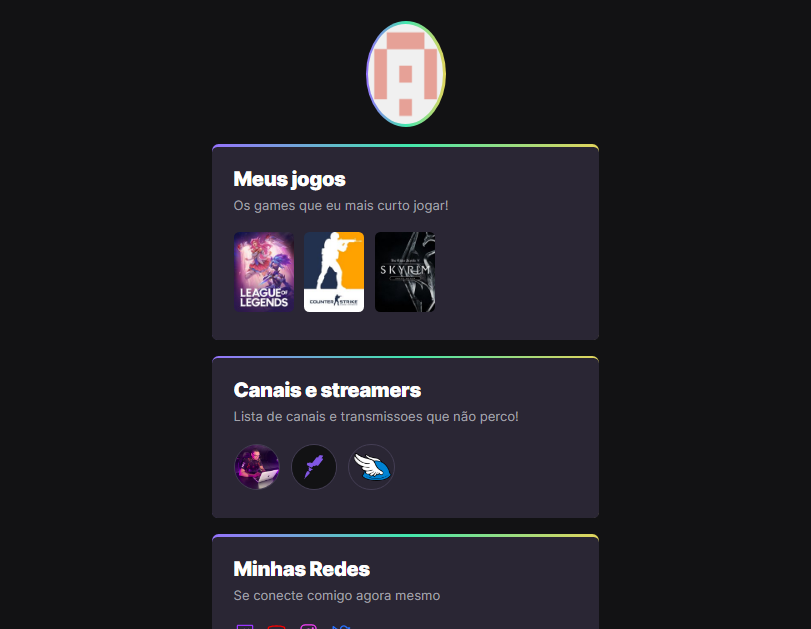 Meus jogos
Os games que eu mais curto jogar!
LEAGUE OF
LEGENDS
COUNTER STRIKE
SKYRIM
Canais e streamers
Lista de canais e transmissoes que não perco!
Minhas Redes
Se conecte comigo agora mesmo